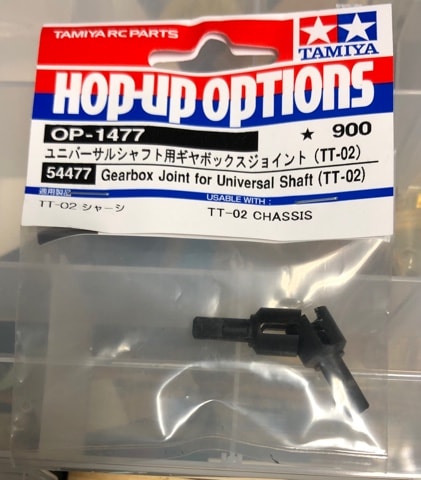 TAMIYA RC PARTS
TAMIYA
HOP-UP OPTIONS
OP-1477
★ 900
ユニバーサルシャフト用ギヤボックスジョイント (TT-02)
54477 Gearbox Joint for Universal Shaft (TT-02)
適用製品 :
USABLE WITH :
TT-02 シャーシ
TT-02 CHASSIS